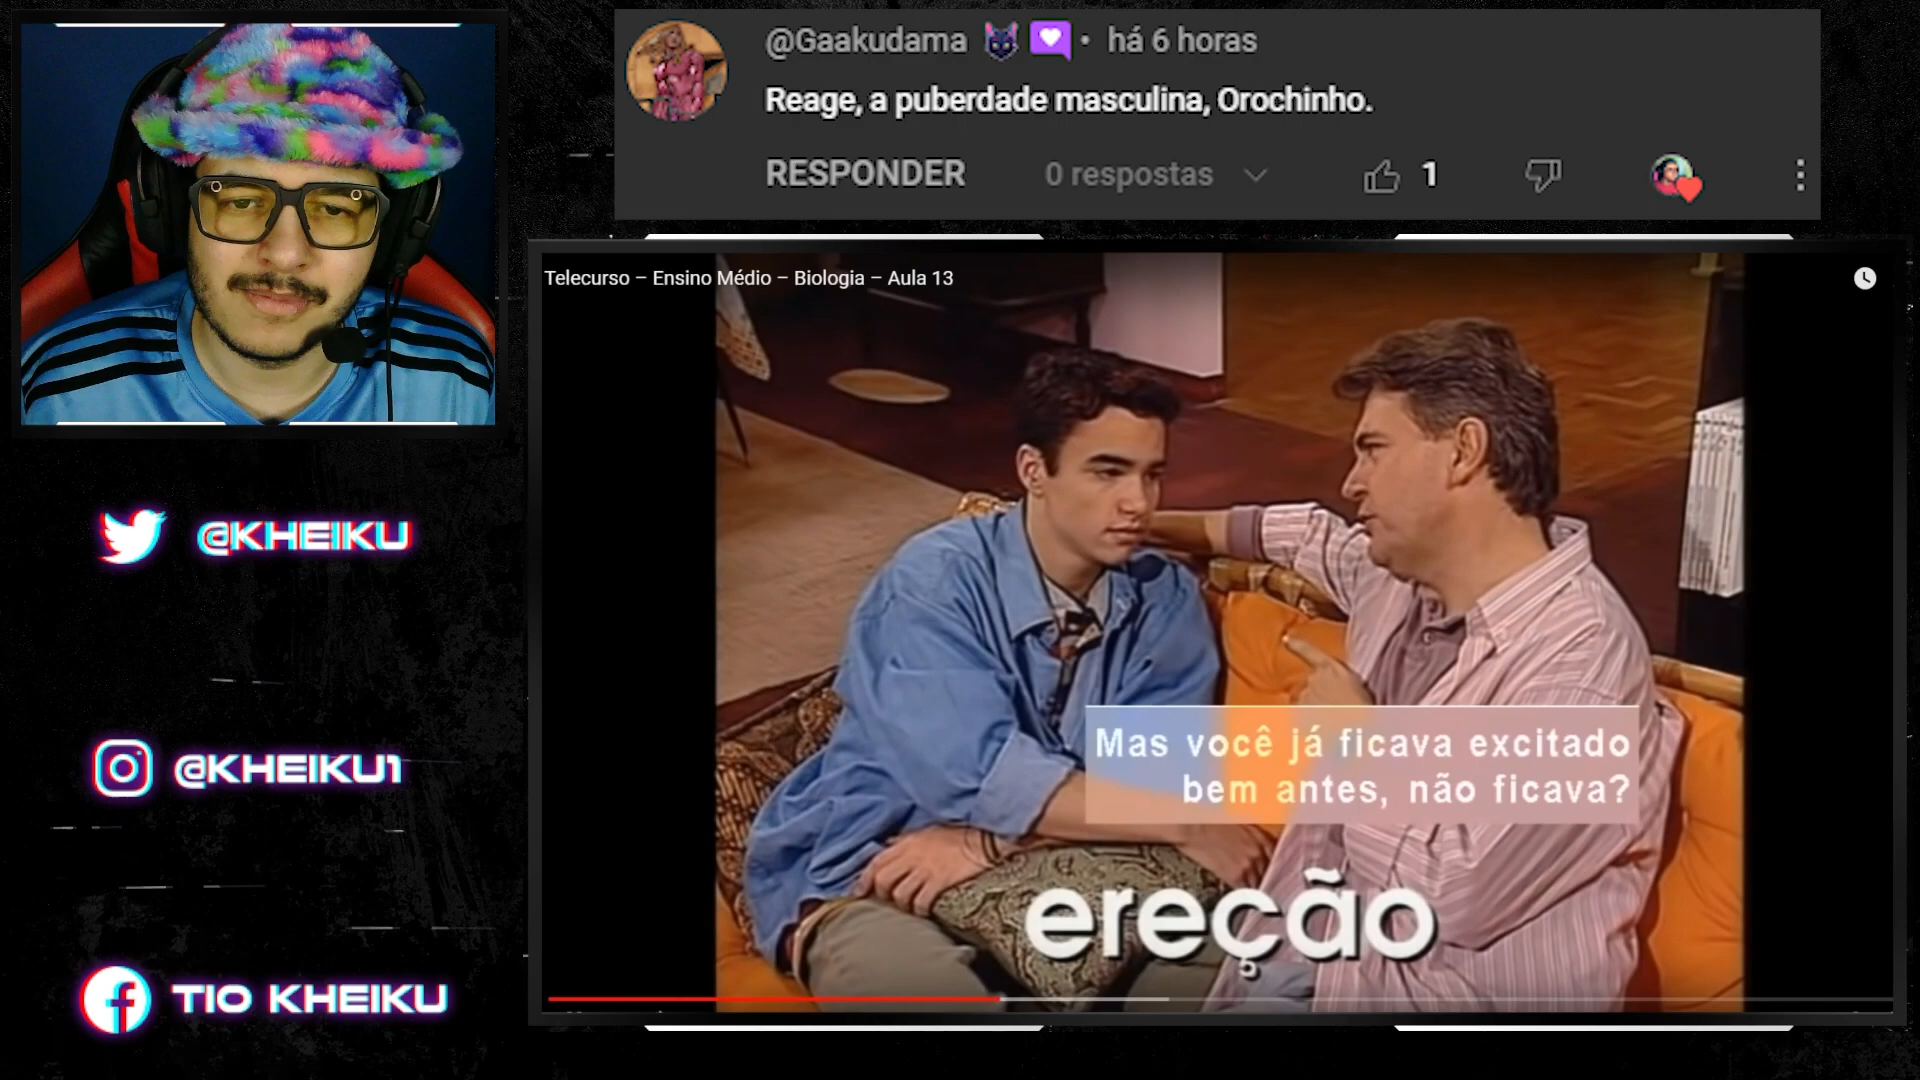 @Gaakudama • há 6 horas
Reage, a puberdade masculina, Orochinho.
RESPONDER 0 respostas 1
Telecurso – Ensino Médio – Biologia – Aula 13
@KHEIKU
@KHEIKU1
TIO KHEIKU
Mas você já ficava excitado
bem antes, não ficava?
ereção